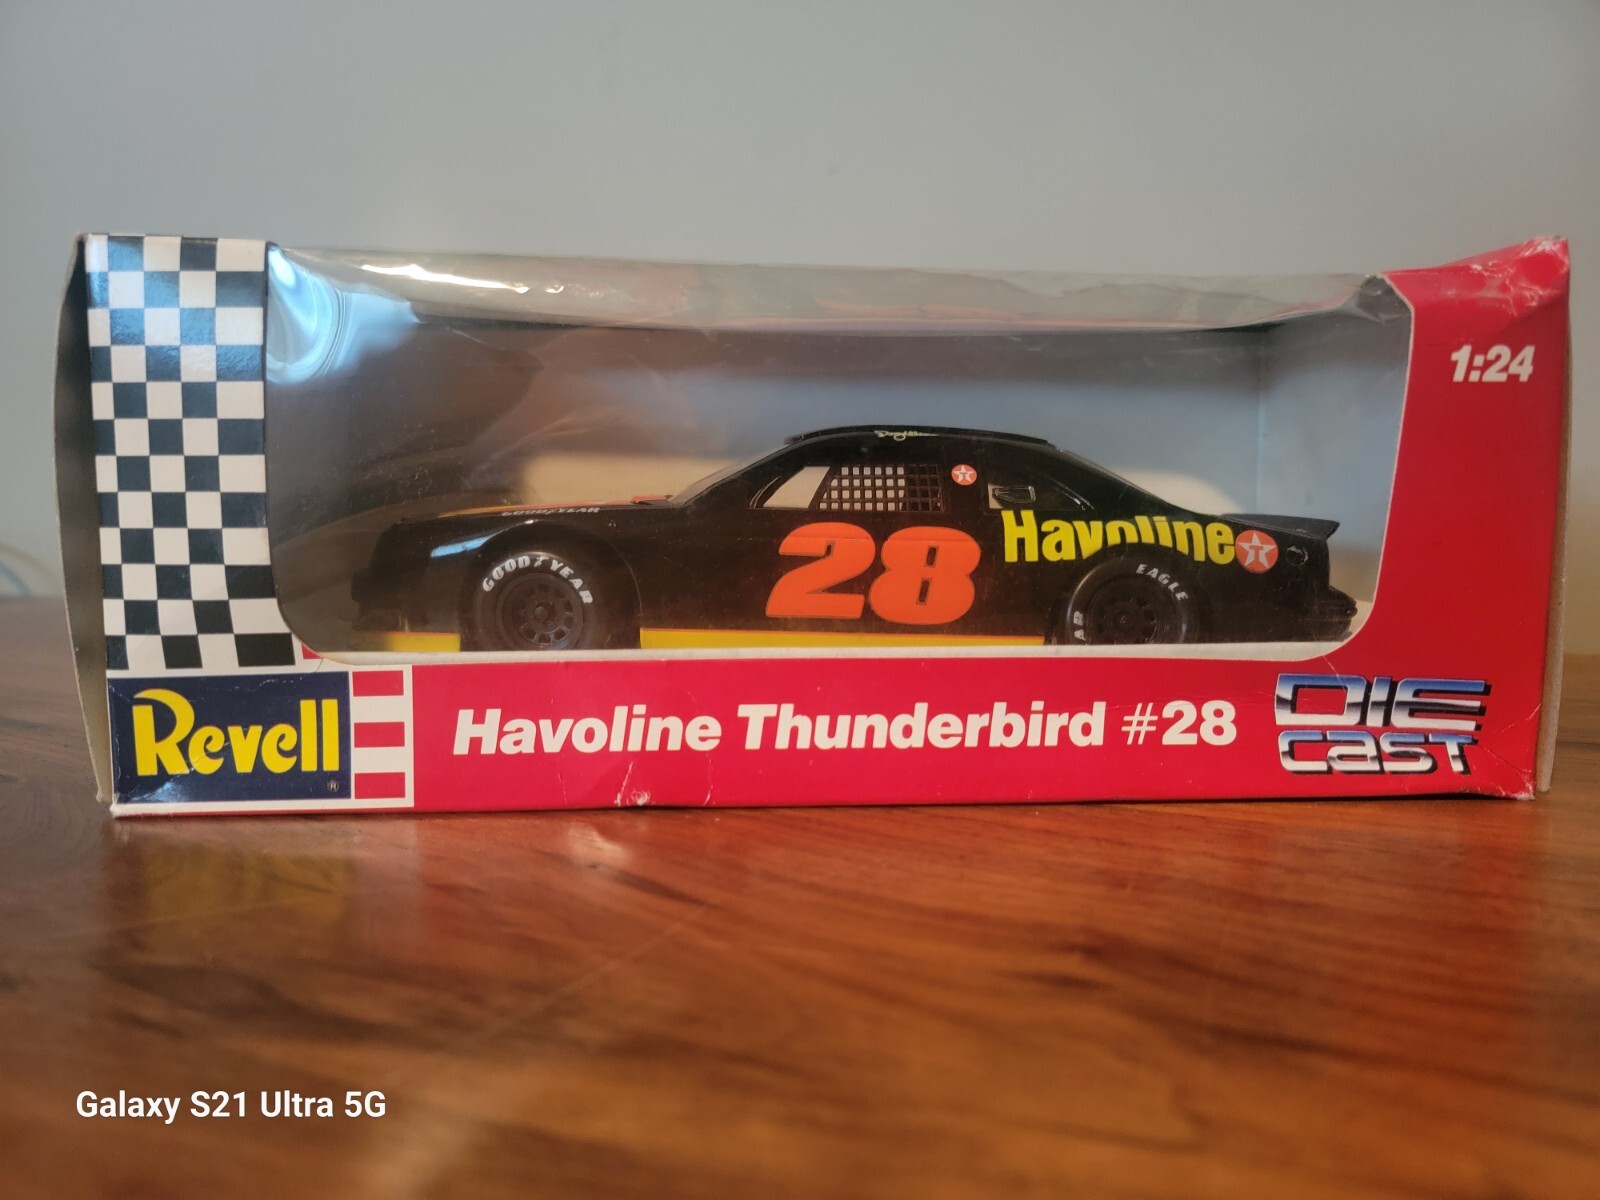 1:24
GOODYEAR
28
Havoline
T
GOODYEAR
EAGLE
Revell
®
Havoline Thunderbird #28
DIE
CAST
Galaxy S21 Ultra 5G